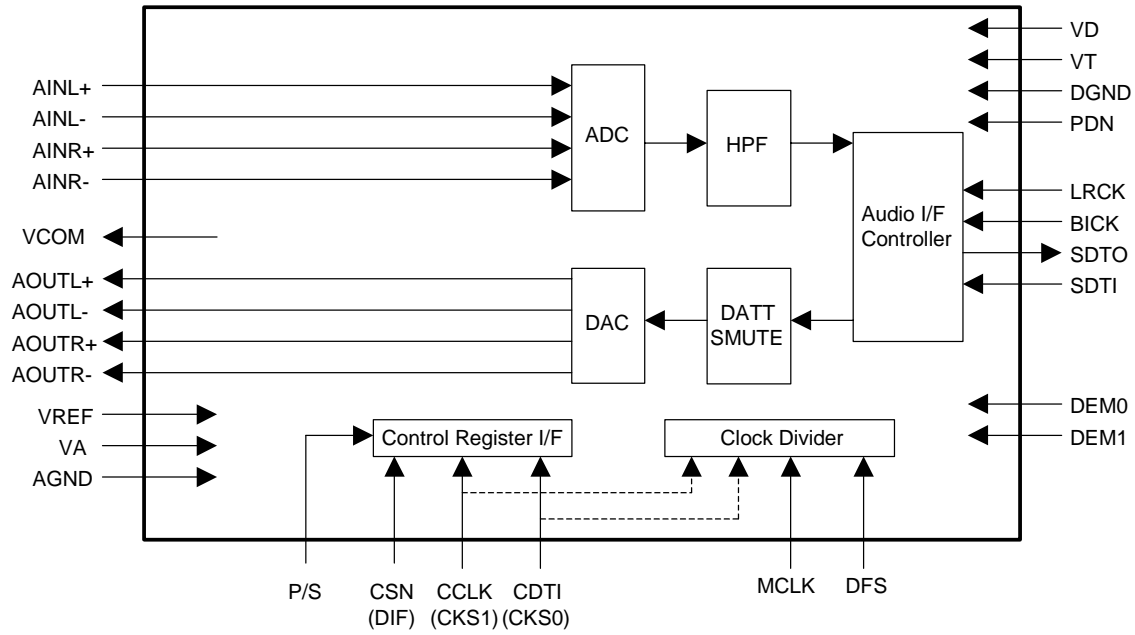 VD
VT
DGND
PDN
AINL+
AINL-
AINR+
AINR-
ADC
HPF
Audio I/F
Controller
LRCK
BICK
SDTO
SDTI
VCOM
AOUTL+
AOUTL-
AOUTR+
AOUTR-
DAC
DATT
SMUTE
VREF
VA
AGND
Control Register I/F
Clock Divider
DEM0
DEM1
P/S
CSN
(DIF)
CCLK
(CKS1)
CDTI
(CKS0)
MCLK
DFS